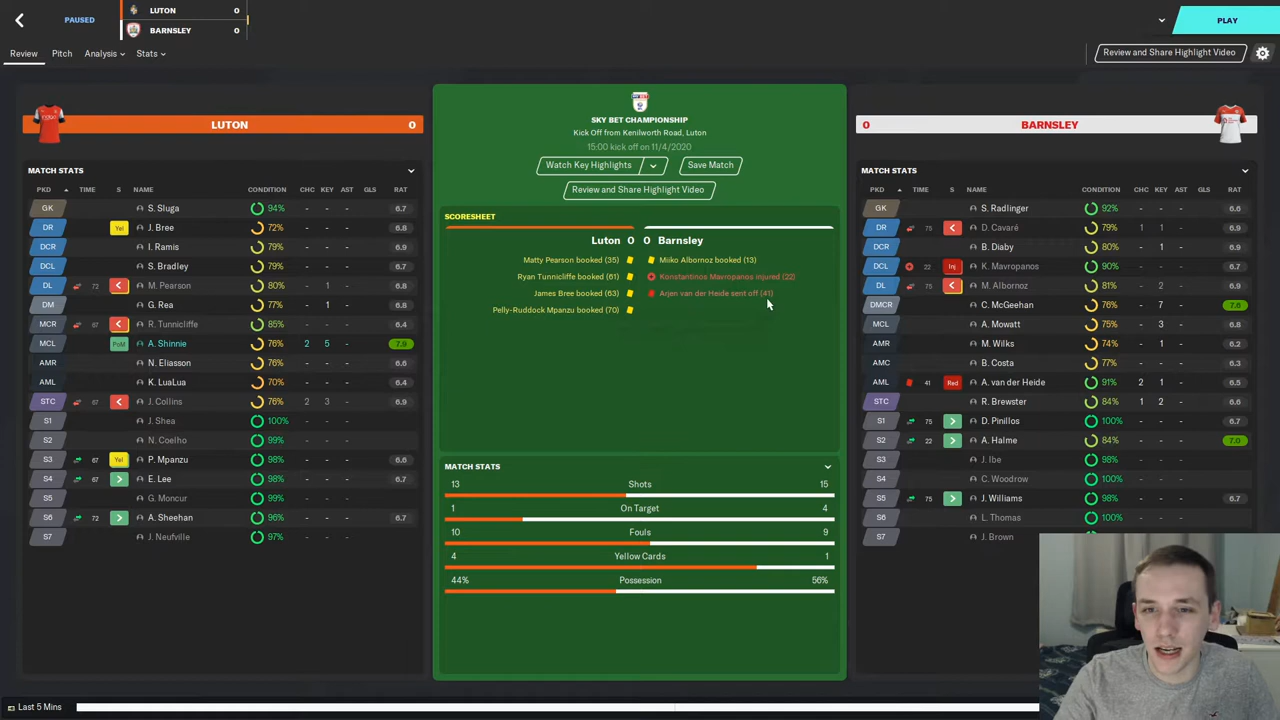 PAUSED
LUTON 0
BARNSLEY 0
PLAY
Review Pitch Analysis Stats
Review and Share Highlight Video
LUTON 0
SKY BET CHAMPIONSHIP
Kick Off from Kenilworth Road, Luton
15:00 kick off on 11/4/2020
Watch Key Highlights
Save Match
Review and Share Highlight Video
0 BARNSLEY
MATCH STATS
PKD TIME S NAME CONDITION CHC KEY AST GLS RAT
GK S. Sluga 94% - - - - 6.7
DR Yel J. Bree 72% - - - - 6.8
DCR I. Ramis 79% - - - - 6.8
DCL S. Bradley 79% - - - - 6.7
DL 72 M. Pearson 80% - 1 - - 6.8
DM G. Rea 77% - 1 - - 6.8
MCR 67 R. Tunnicliffe 85% - - - - 6.4
MCL PoM A. Shinnie 76% 2 5 - - 7.9
AMR N. Eliasson 76% - - - - 6.6
AML K. LuaLua 70% - - - - 6.4
STC 67 J. Collins 76% 2 3 - - 6.9
S1 J. Shea 100%
S2 N. Coelho 99%
S3 67 Yel P. Mpanzu 98% - - - - 6.6
S4 67 E. Lee 98% - - - - 6.7
S5 G. Moncur 99%
S6 72 A. Sheehan 96% - - - - 6.7
S7 J. Neufville 97%
SCORESHEET
Luton 0 0 Barnsley
Matty Pearson booked (35)
Ryan Tunnicliffe booked (61)
James Bree booked (63)
Pelly-Ruddock Mpanzu booked (70)
Miiko Albornoz booked (13)
Konstantinos Mavropanos injured (22)
Arjen van der Heide sent off (41)
MATCH STATS
13 Shots 15
1 On Target 4
10 Fouls 9
4 Yellow Cards 1
44% Possession 56%
MATCH STATS
PKD TIME S NAME CONDITION CHC KEY AST GLS RAT
GK S. Radlinger 92% - - - - 6.6
DR 75 D. Cavaré 79% 1 1 - - 6.9
DCR B. Diaby 80% - 1 - - 6.9
DCL 22 Inj K. Mavropanos 90% - - - - 6.7
DL 75 M. Albornoz 81% - 2 - - 6.9
DMCR C. McGeehan 76% - 7 - - 7.6
MCL A. Mowatt 75% - 3 - - 6.8
AMR M. Wilks 74% - 1 - - 6.2
AMC B. Costa 77% - - - - 6.3
AML 41 Red A. van der Heide 91% 2 1 - - 6.5
STC R. Brewster 84% 1 2 - - 6.6
S1 75 D. Pinillos 100% - - - - 6.7
S2 22 A. Halme 84% - - - - 7.0
S3 J. Ibe 98%
S4 C. Woodrow 100%
S5 75 J. Williams 98% - - - - 6.7
S6 L. Thomas 100%
S7 J. Brown
Last 5 Mins